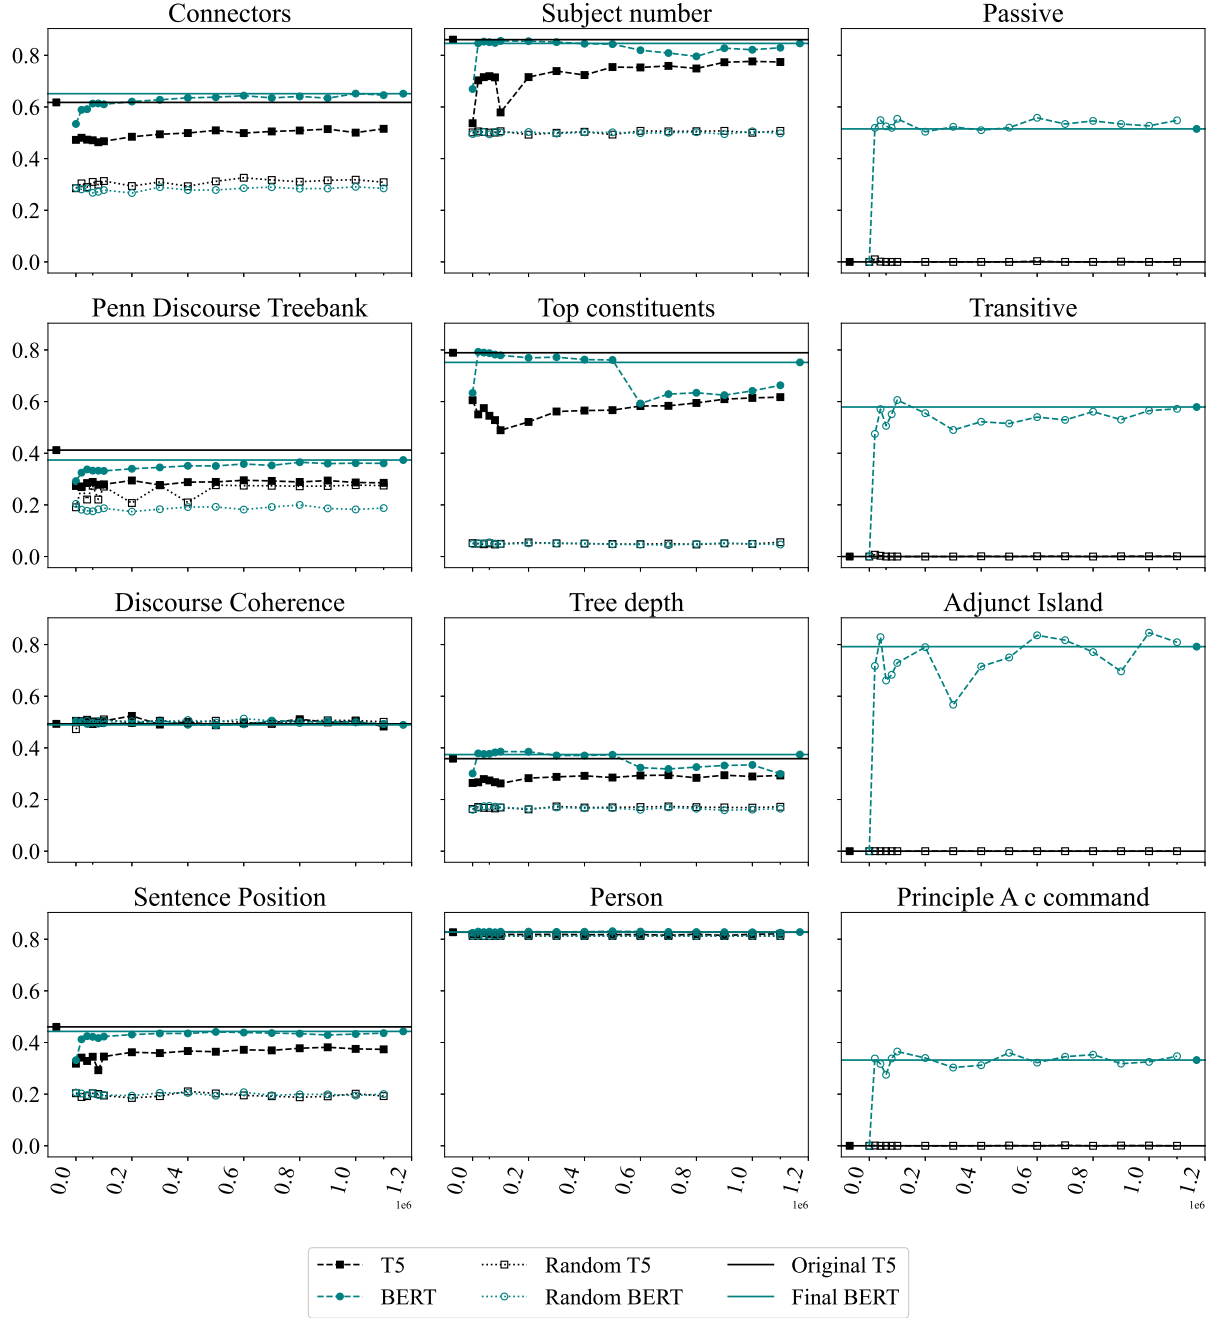 Connectors Subject number Passive
0.8
0.6
0.4
0.2
0.0
Penn Discourse Treebank Top constituents Transitive
0.8
0.6
0.4
0.2
0.0
Discourse Coherence Tree depth Adjunct Island
0.8
0.6
0.4
0.2
0.0
Sentence Position Person Principle A c command
0.8
0.6
0.4
0.2
0.0
0.0 0.2 0.4 0.6 0.8 1.0 1.2 0.0 0.2 0.4 0.6 0.8 1.0 1.2 0.0 0.2 0.4 0.6 0.8 1.0 1.2
1e6 1e6 1e6
T5 Random T5 Original T5
BERT Random BERT Final BERT